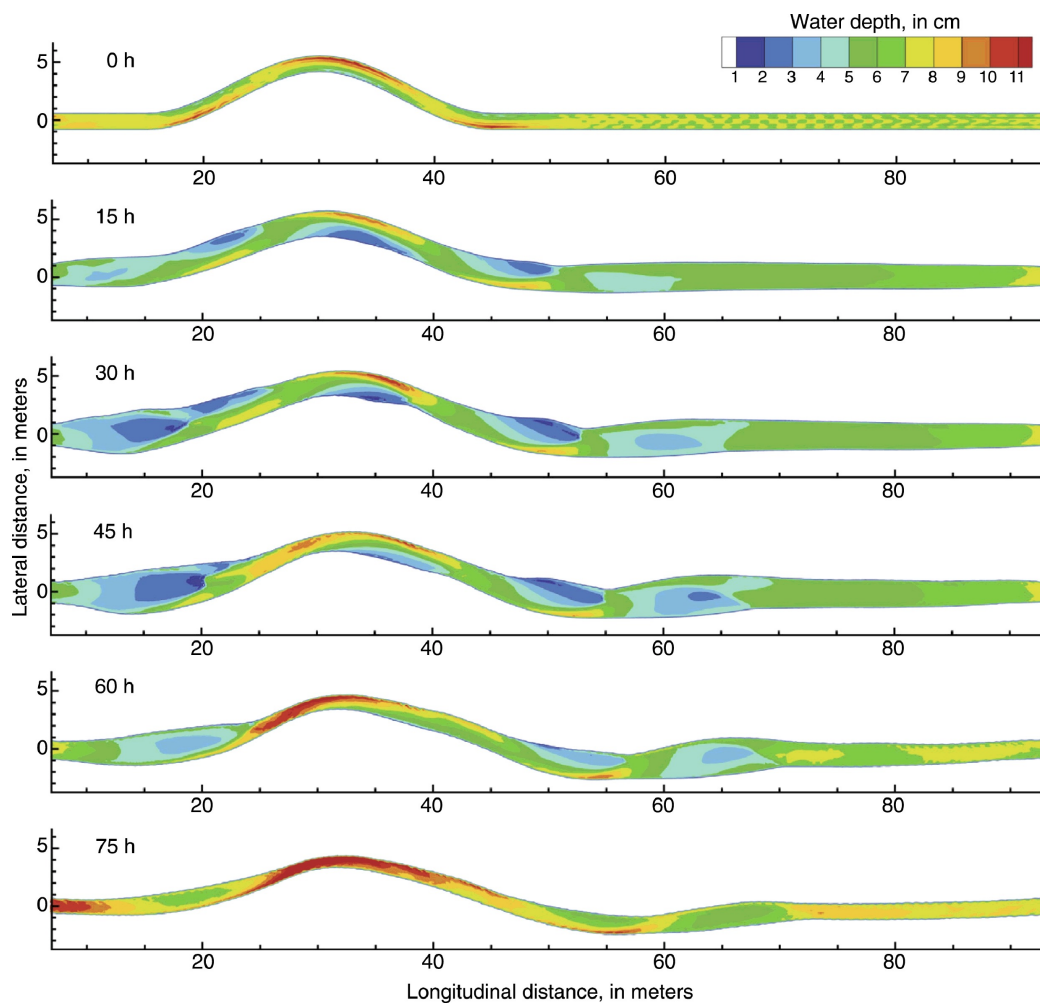 Water depth, in cm
1 2 3 4 5 6 7 8 9 10 11
0 h
5
0
20 40 60 80
15 h
5
0
20 40 60 80
30 h
5
0
20 40 60 80
45 h
5
0
20 40 60 80
60 h
5
0
20 40 60 80
75 h
5
0
20 40 60 80
Lateral distance, in meters
Longitudinal distance, in meters